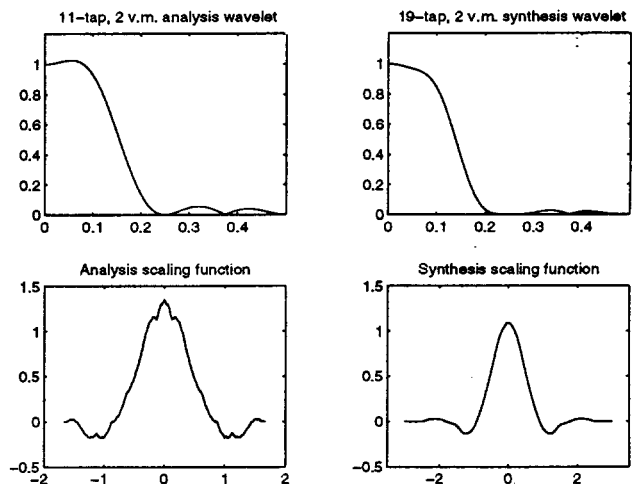 11-tap, 2 v.m. analysis wavelet
1
0.8
0.6
0.4
0.2
0
0 0.1 0.2 0.3 0.4
19-tap, 2 v.m. synthesis wavelet
1
0.8
0.6
0.4
0.2
0
0 0.1 0.2 0.3 0.4
Analysis scaling function
1.5
1
0.5
0
-0.5
-2 -1 0 1 2
Synthesis scaling function
1.5
1
0.5
0
-0.5
-2 0 2